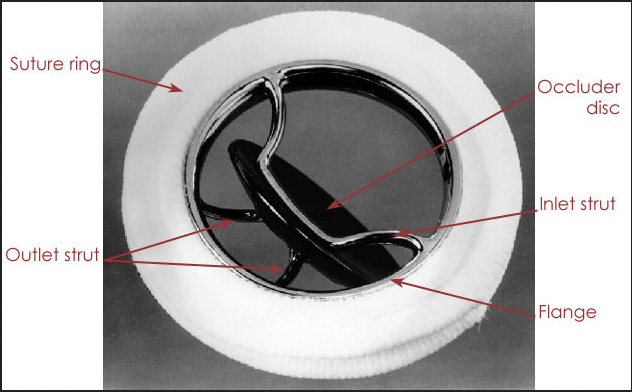 Suture ring
Occluder
disc
Inlet strut
Outlet strut
Flange